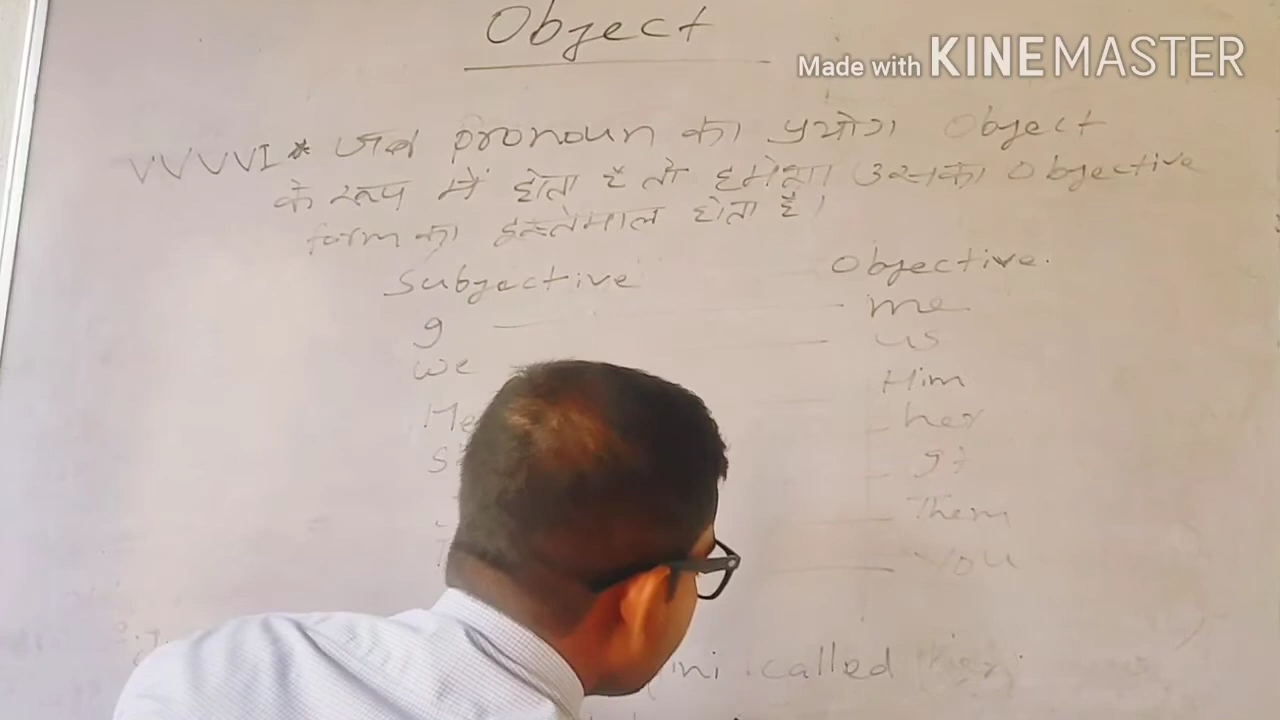 Object
Made with KINEMASTER
VVVVI * जब pronoun का प्रयोग Object
के रूप में होता है तो हमेशा उसका Objective
form का इस्तेमाल होता है।
Subjective Objective.
I me
we us
He Him
her
It
Them
You
called